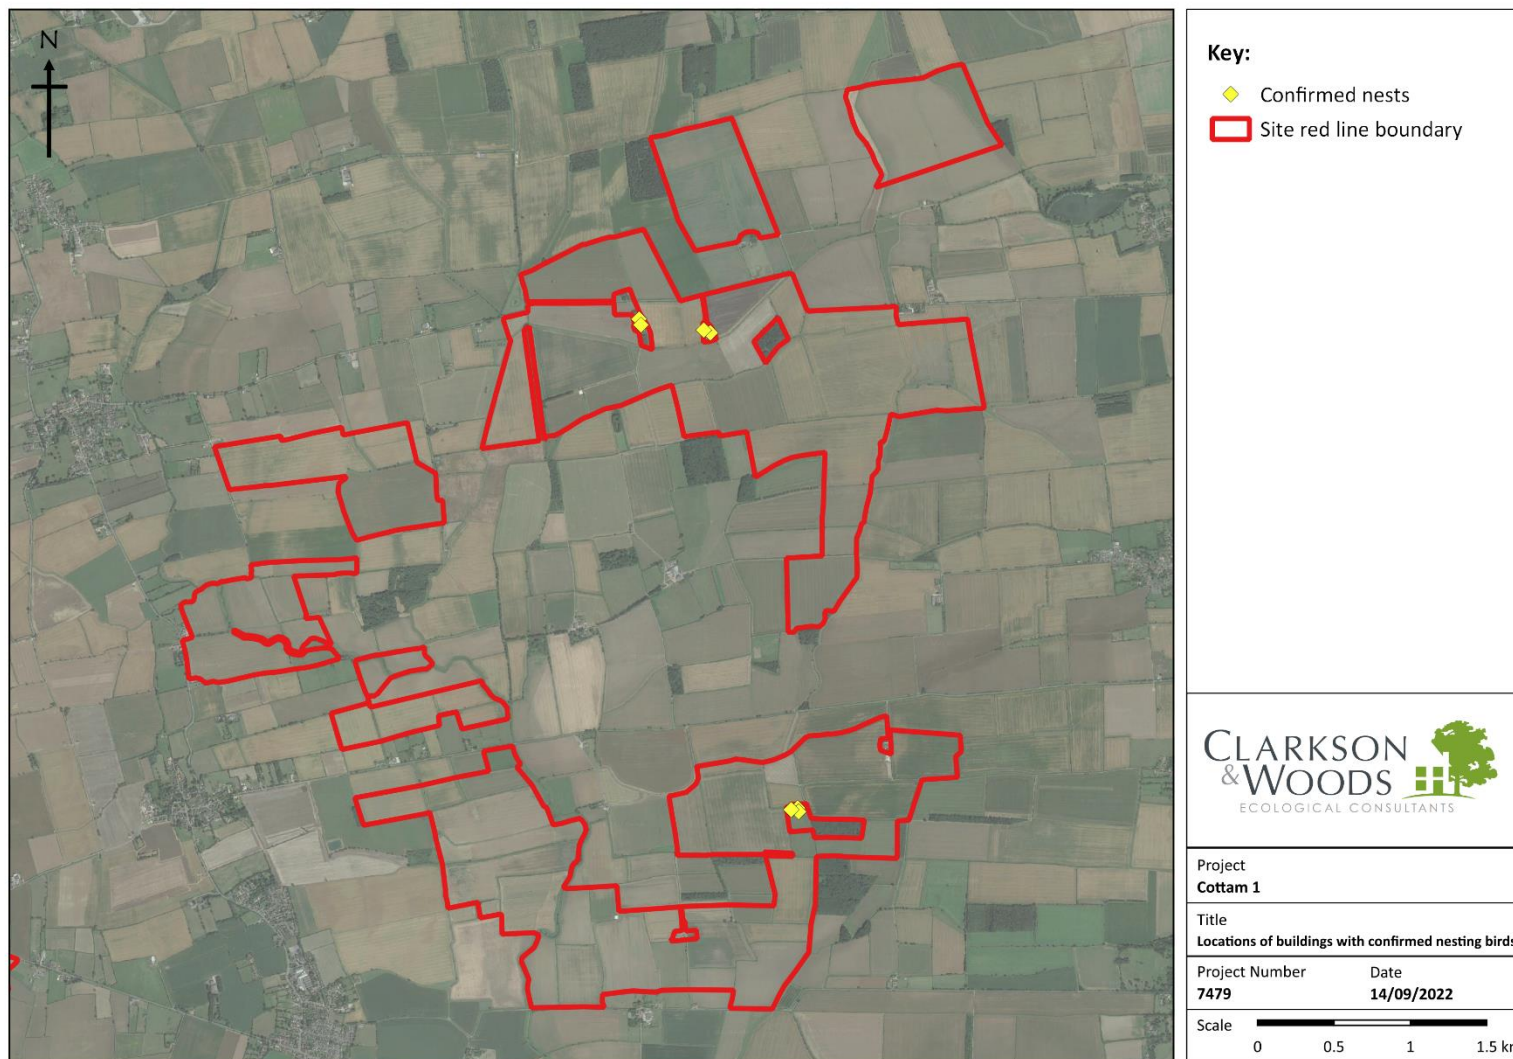 N
Key:
Confirmed nests
Site red line boundary
CLARKSON
& WOODS
ECOLOGICAL CONSULTANTS
Project
Cottam 1
Title
Locations of buildings with confirmed nesting birds
Project Number Date
7479 14/09/2022
Scale
0 0.5 1 1.5 km